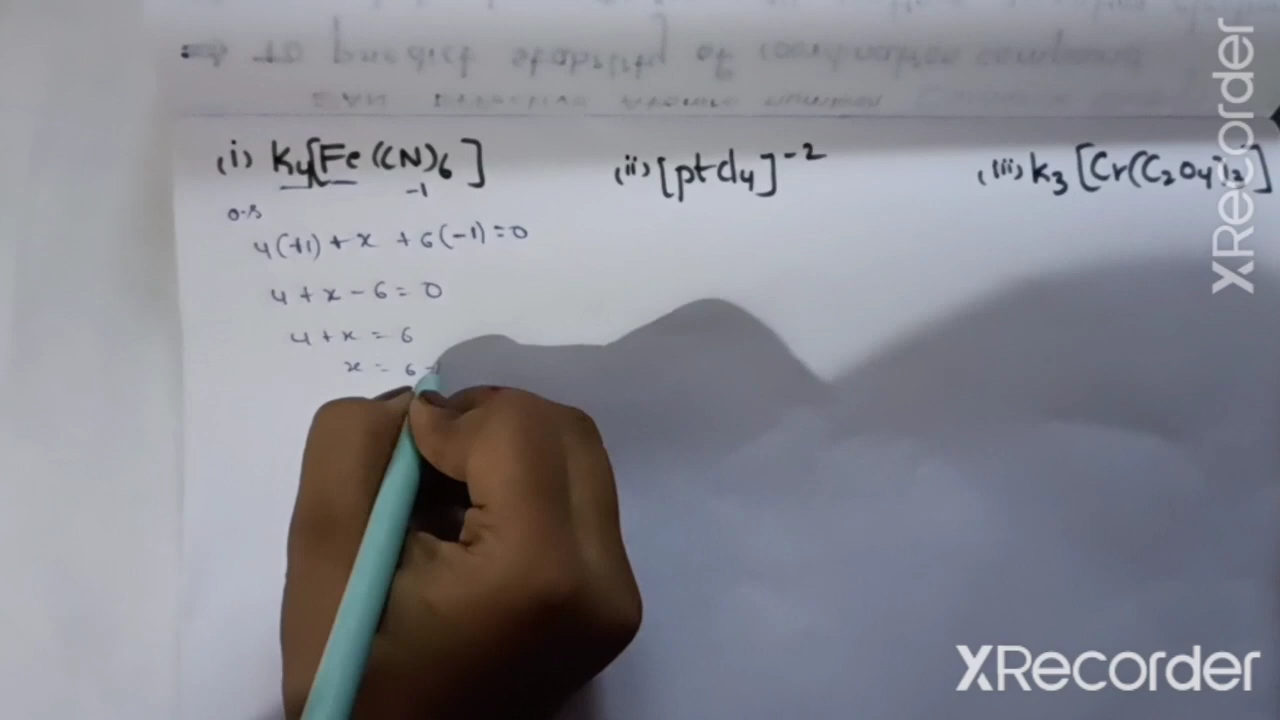 (i) K4[Fe(CN)6]
-1
(ii) [ptcl4]-2
(iii) K3[Cr(C2O4)3]
o.s
4(+1) + x + 6(-1) = 0
4 + x - 6 = 0
4 + x = 6
x = 6 -
XRecorder
XRecorder